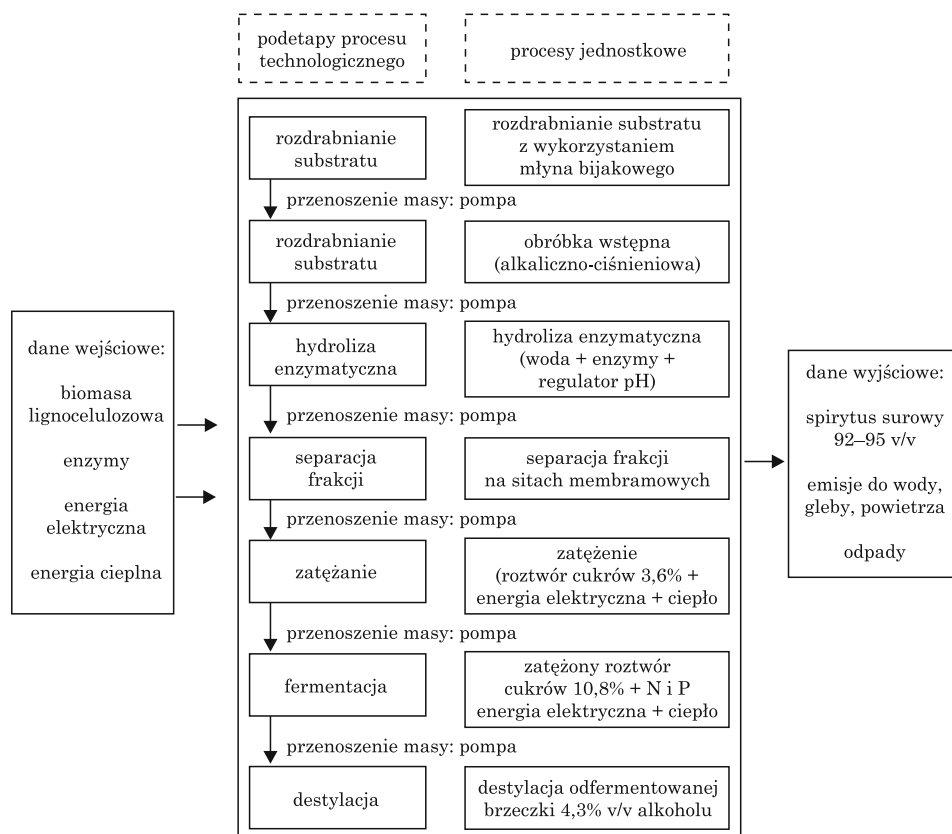 podetapy procesu
technologicznego
procesy jednostkowe
rozdrabnianie
substratu
rozdrabnianie substratu
z wykorzystaniem
młyna bijakowego
przenoszenie masy: pompa
rozdrabnianie
substratu
obróbka wstępna
(alkaliczno-ciśnieniowa)
przenoszenie masy: pompa
dane wejściowe:
biomasa
lignocelulozowa
enzymy
energia
elektryczna
energia cieplna
hydroliza
enzymatyczna
hydroliza enzymatyczna
(woda + enzymy +
regulator pH)
przenoszenie masy: pompa
separacja
frakcji
separacja frakcji
na sitach membramowych
przenoszenie masy: pompa
zatężanie
zatężenie
(roztwór cukrów 3,6% +
energia elektryczna + ciepło
przenoszenie masy: pompa
fermentacja
zatężony roztwór
cukrów 10,8% + N i P
energia elektryczna + ciepło
przenoszenie masy: pompa
destylacja
destylacja odfermentowanej
brzeczki 4,3% v/v alkoholu
dane wyjściowe:
spirytus surowy
92–95 v/v
emisje do wody,
gleby, powietrza
odpady